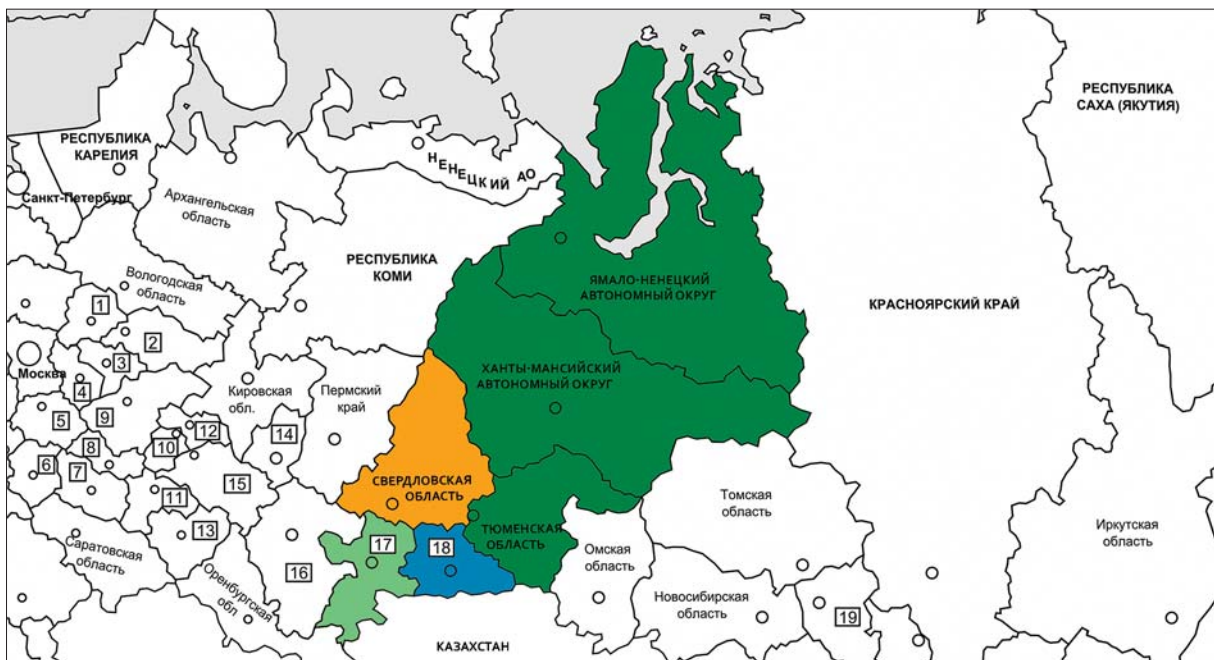 РЕСПУБЛИКА
САХА (ЯКУТИЯ)
РЕСПУБЛИКА
КАРЕЛИЯ
НЕНЕЦКИЙ АО
Санкт-Петербург
Архангельская
область
РЕСПУБЛИКА
КОМИ
Вологодская
область
ЯМАЛО-НЕНЕЦКИЙ
АВТОНОМНЫЙ ОКРУГ
КРАСНОЯРСКИЙ КРАЙ
1
2
3
Москва
4
ХАНТЫ-МАНСИЙСКИЙ
АВТОНОМНЫЙ ОКРУГ
Кировская
обл.
Пермский
край
5
9
12
14
8
10
6
7
15
11
СВЕРДЛОВСКАЯ
ОБЛАСТЬ
Томская
область
13
Саратовская
область
Оренбургская
обл
16
17
18
ТЮМЕНСКАЯ
ОБЛАСТЬ
Омская
область
Иркутская
область
Новосибирская
область
19
КАЗАХСТАН